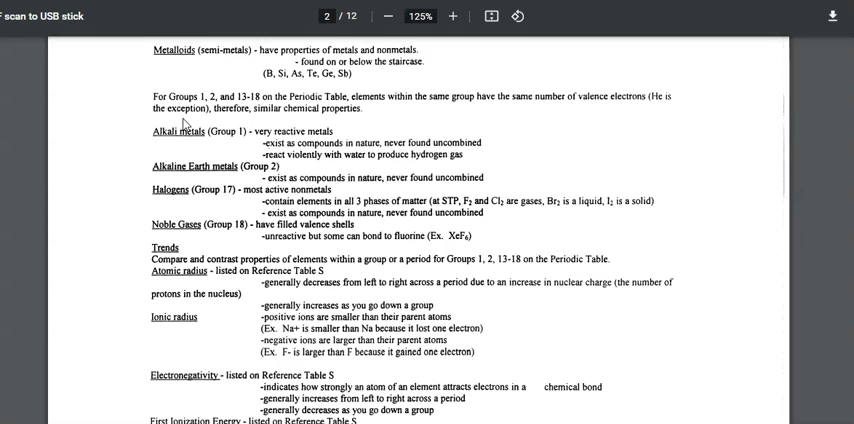 scan to USB stick
2 / 12 — 125% +
Metalloids (semi-metals) - have properties of metals and nonmetals.
- found on or below the staircase.
(B, Si, As, Te, Ge, Sb)
For Groups 1, 2, and 13-18 on the Periodic Table, elements within the same group have the same number of valence electrons (He is
the exception), therefore, similar chemical properties.
Alkali metals (Group 1) - very reactive metals
-exist as compounds in nature, never found uncombined
-react violently with water to produce hydrogen gas
Alkaline Earth metals (Group 2)
- exist as compounds in nature, never found uncombined
Halogens (Group 17) - most active nonmetals
-contain elements in all 3 phases of matter (at STP, F₂ and Cl₂ are gases, Br₂ is a liquid, I₂ is a solid)
- exist as compounds in nature, never found uncombined
Noble Gases (Group 18) - have filled valence shells
-unreactive but some can bond to fluorine (Ex. XeF₆)
Trends
Compare and contrast properties of elements within a group or a period for Groups 1, 2, 13-18 on the Periodic Table.
Atomic radius - listed on Reference Table S
-generally decreases from left to right across a period due to an increase in nuclear charge (the number of
protons in the nucleus)
-generally increases as you go down a group
Ionic radius -positive ions are smaller than their parent atoms
(Ex. Na+ is smaller than Na because it lost one electron)
-negative ions are larger than their parent atoms
(Ex. F- is larger than F because it gained one electron)
Electronegativity - listed on Reference Table S
-indicates how strongly an atom of an element attracts electrons in a chemical bond
-generally increases from left to right across a period
-generally decreases as you go down a group
First Ionization Energy - listed on Reference Table S